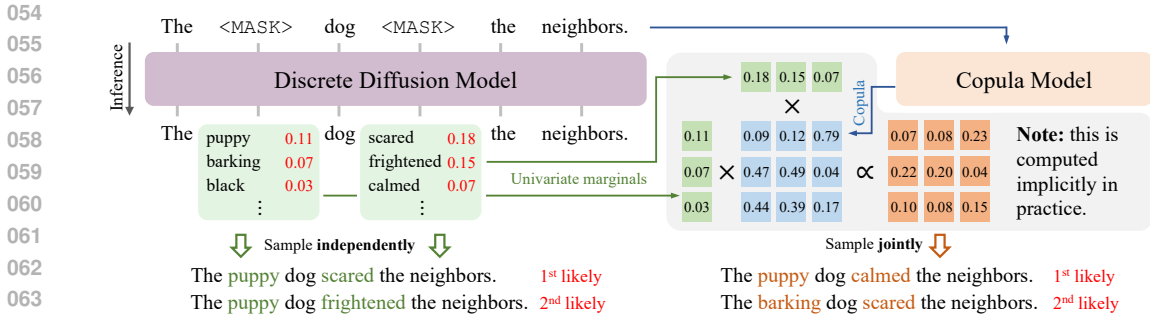 054
055
056
057
058
059
060
061
062
063
The <MASK> dog <MASK> the neighbors.
Inference
Discrete Diffusion Model
Copula Model
The dog the neighbors.
puppy 0.11
barking 0.07
black 0.03
⋮
scared 0.18
frightened 0.15
calmed 0.07
⋮
Univariate marginals
Copula
0.18 0.15 0.07
×
0.11
0.07
0.03
×
0.09 0.12 0.79
0.47 0.49 0.04
0.44 0.39 0.17
∝
0.07 0.08 0.23
0.22 0.20 0.04
0.10 0.08 0.15
Note: this is
computed
implicitly in
practice.
Sample independently
The puppy dog scared the neighbors. 1st likely
The puppy dog frightened the neighbors. 2nd likely
Sample jointly
The puppy dog calmed the neighbors. 1st likely
The barking dog scared the neighbors. 2nd likely